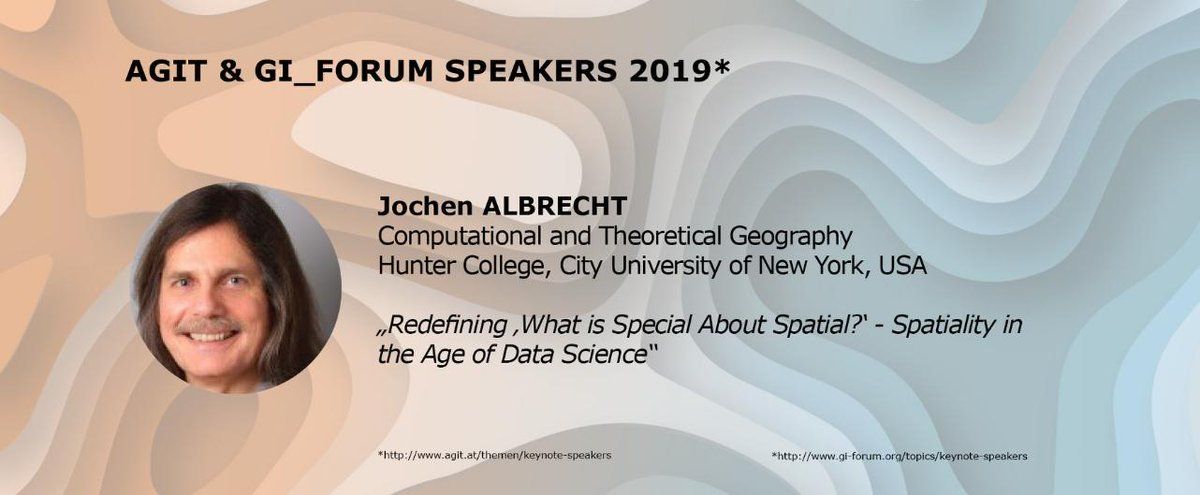 AGIT & GI_FORUM SPEAKERS 2019*
Jochen ALBRECHT
Computational and Theoretical Geography
Hunter College, City University of New York, USA
„Redefining ‚What is Special About Spatial?‘ - Spatiality in
the Age of Data Science“
*http://www.agit.at/themen/keynote-speakers
*http://www.gi-forum.org/topics/keynote-speakers